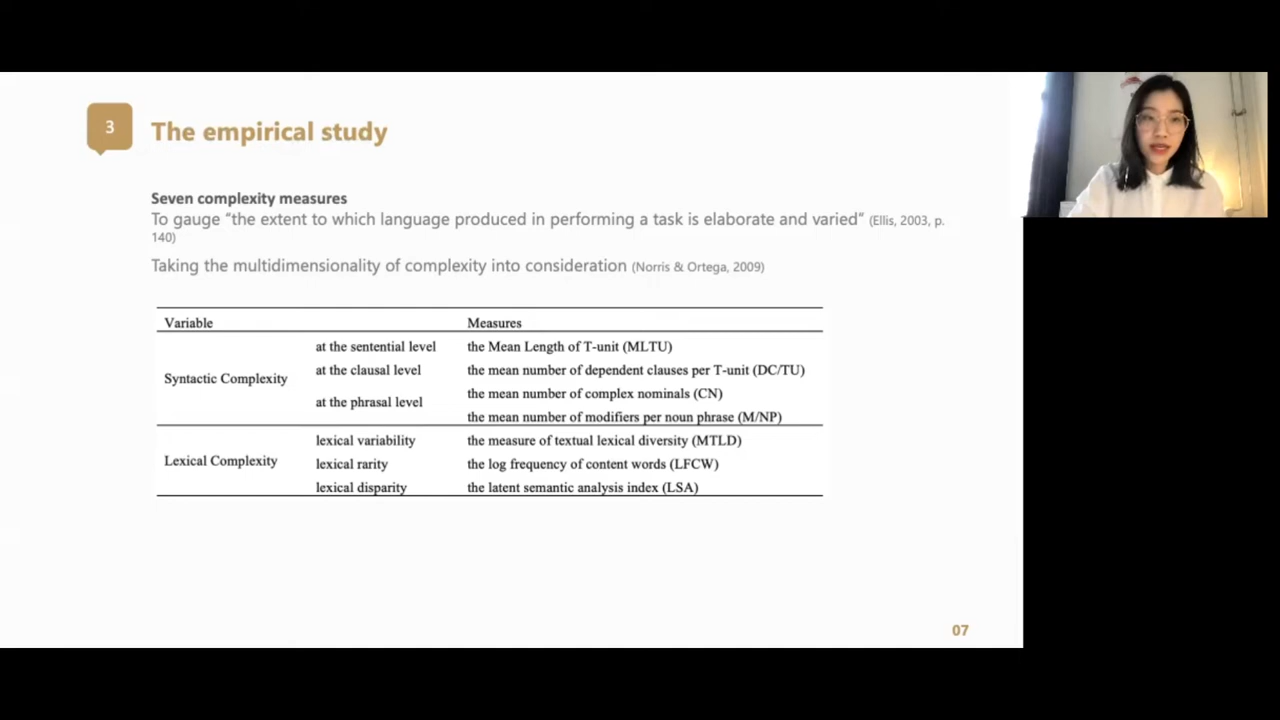 3
The empirical study
Seven complexity measures
To gauge “the extent to which language produced in performing a task is elaborate and varied” (Ellis, 2003, p.
140)
Taking the multidimensionality of complexity into consideration (Norris & Ortega, 2009)
Variable Measures
Syntactic Complexity
at the sentential level the Mean Length of T-unit (MLTU)
at the clausal level the mean number of dependent clauses per T-unit (DC/TU)
at the phrasal level
the mean number of complex nominals (CN)
the mean number of modifiers per noun phrase (M/NP)
Lexical Complexity
lexical variability the measure of textual lexical diversity (MTLD)
lexical rarity the log frequency of content words (LFCW)
lexical disparity the latent semantic analysis index (LSA)
07